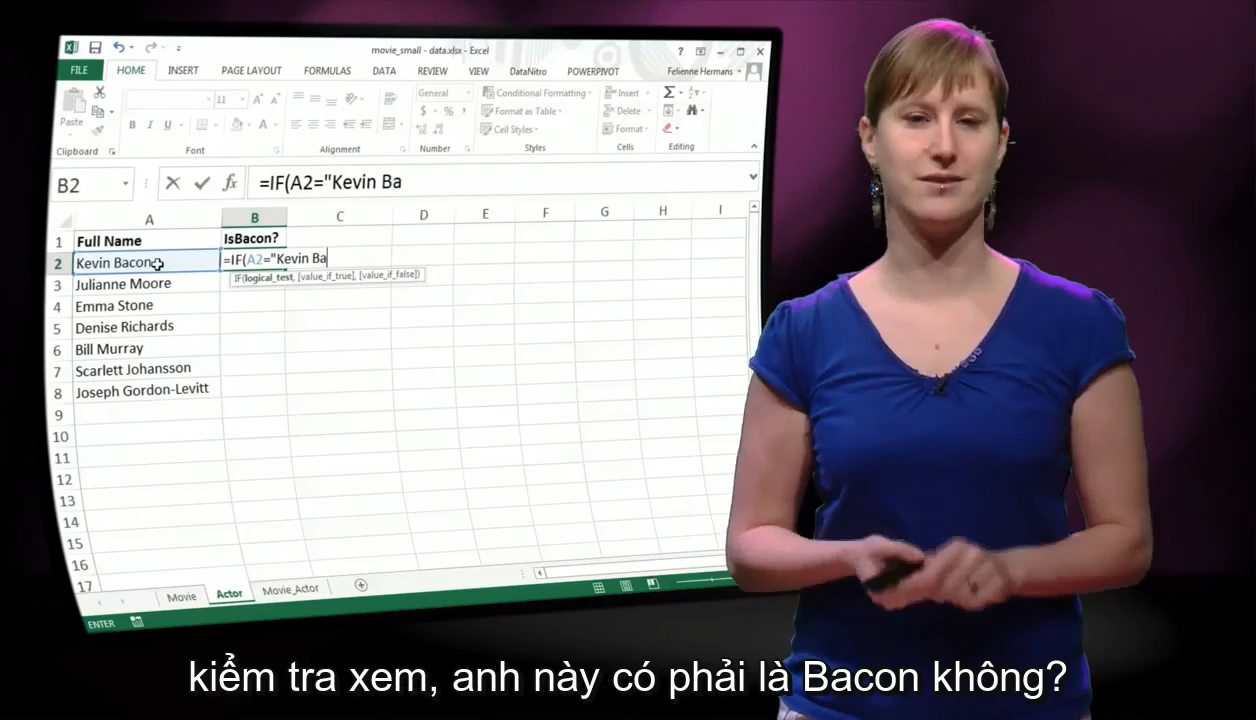 movie_small - data.xlsx - Excel
FILE HOME INSERT PAGE LAYOUT FORMULAS DATA REVIEW VIEW DataNitro POWERPIVOT Felienne Hermans
Paste 11 General Conditional Formatting Insert
B I U $ % Format as Table Delete
Cell Styles Format
Clipboard Font Alignment Number Styles Cells Editing
B2 fx =IF(A2="Kevin Ba
A B C D E F G H I
1 Full Name IsBacon?
2 Kevin Bacon =IF(A2="Kevin Ba
IF(logical_test, [value_if_true], [value_if_false])
3 Julianne Moore
4 Emma Stone
5 Denise Richards
6 Bill Murray
7 Scarlett Johansson
8 Joseph Gordon-Levitt
9
10
11
12
13
14
15
16
17
Movie Actor Movie_Actor
ENTER
kiểm tra xem, anh này có phải là Bacon không?